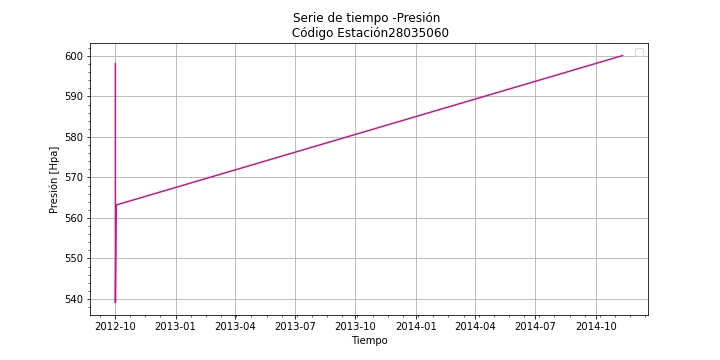 Serie de tiempo -Presión
Código Estación28035060
Presión [Hpa]
600
590
580
570
560
550
540
2012-10 2013-01 2013-04 2013-07 2013-10 2014-01 2014-04 2014-07 2014-10
Tiempo